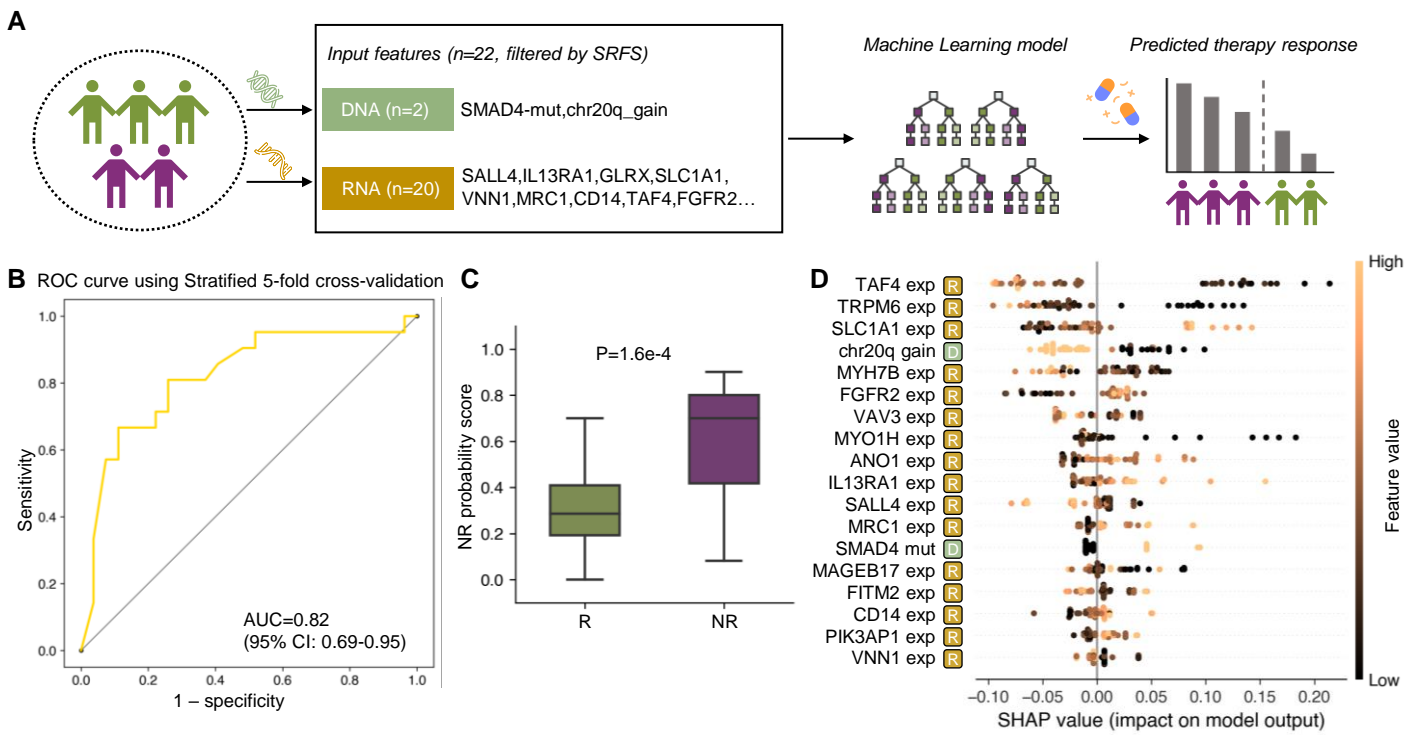 A
Input features (n=22, filtered by SRFS)
DNA (n=2)
SMAD4-mut,chr20q_gain
RNA (n=20)
SALL4,IL13RA1,GLRX,SLC1A1,
VNN1,MRC1,CD14,TAF4,FGFR2…
Machine Learning model
Predicted therapy response
B
ROC curve using Stratified 5-fold cross-validation
Sensitivity
1.0
0.8
0.6
0.4
0.2
0.0
AUC=0.82
(95% CI: 0.69-0.95)
0.0 0.2 0.4 0.6 0.8 1.0
1 – specificity
C
NR probability score
1.0
0.8
0.6
0.4
0.2
0.0
P=1.6e-4
R NR
D
TAF4 exp R
TRPM6 exp R
SLC1A1 exp R
chr20q gain D
MYH7B exp R
FGFR2 exp R
VAV3 exp R
MYO1H exp R
ANO1 exp R
IL13RA1 exp R
SALL4 exp R
MRC1 exp R
SMAD4 mut D
MAGEB17 exp R
FITM2 exp R
CD14 exp R
PIK3AP1 exp R
VNN1 exp R
−0.10 −0.05 0.00 0.05 0.10 0.15 0.20
SHAP value (impact on model output)
High
Feature value
Low